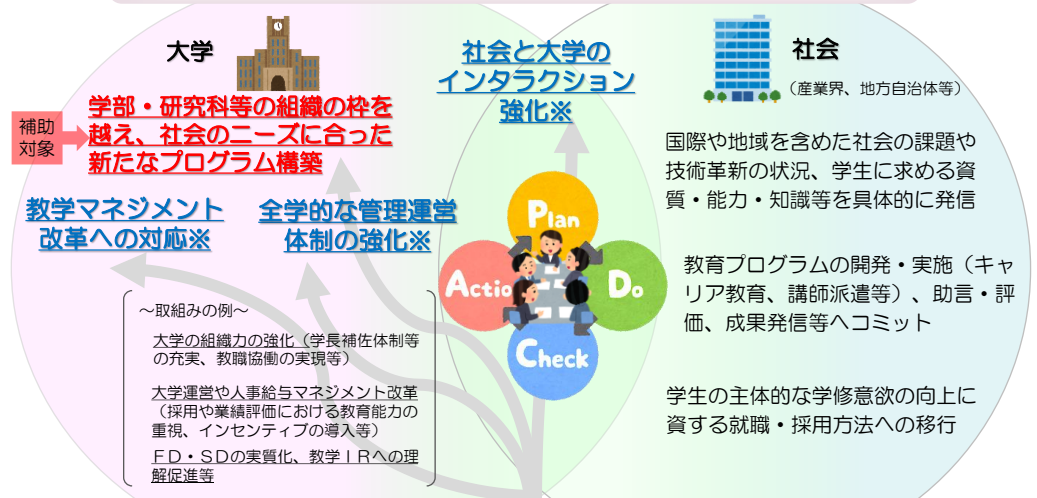 大学
学部・研究科等の組織の枠を
越え、社会のニーズに合った
新たなプログラム構築
補助
対象
教学マネジメント
改革への対応※
全学的な管理運営
体制の強化※
～取組みの例～
大学の組織力の強化（学長補佐体制等
の充実、教職協働の実現等）
大学運営や人事給与マネジメント改革
（採用や業績評価における教育能力の
重視、インセンティブの導入等）
ＦＤ・ＳＤの実質化、教学ＩＲへの理
解促進等
社会と大学の
インタラクション
強化※
Plan
Actio
Do
Check
社会
（産業界、地方自治体等）
国際や地域を含めた社会の課題や
技術革新の状況、学生に求める資
質・能力・知識等を具体的に発信
教育プログラムの開発・実施（キャ
リア教育、講師派遣等）、助言・評
価、成果発信等へコミット
学生の主体的な学修意欲の向上に
資する就職・採用方法への移行